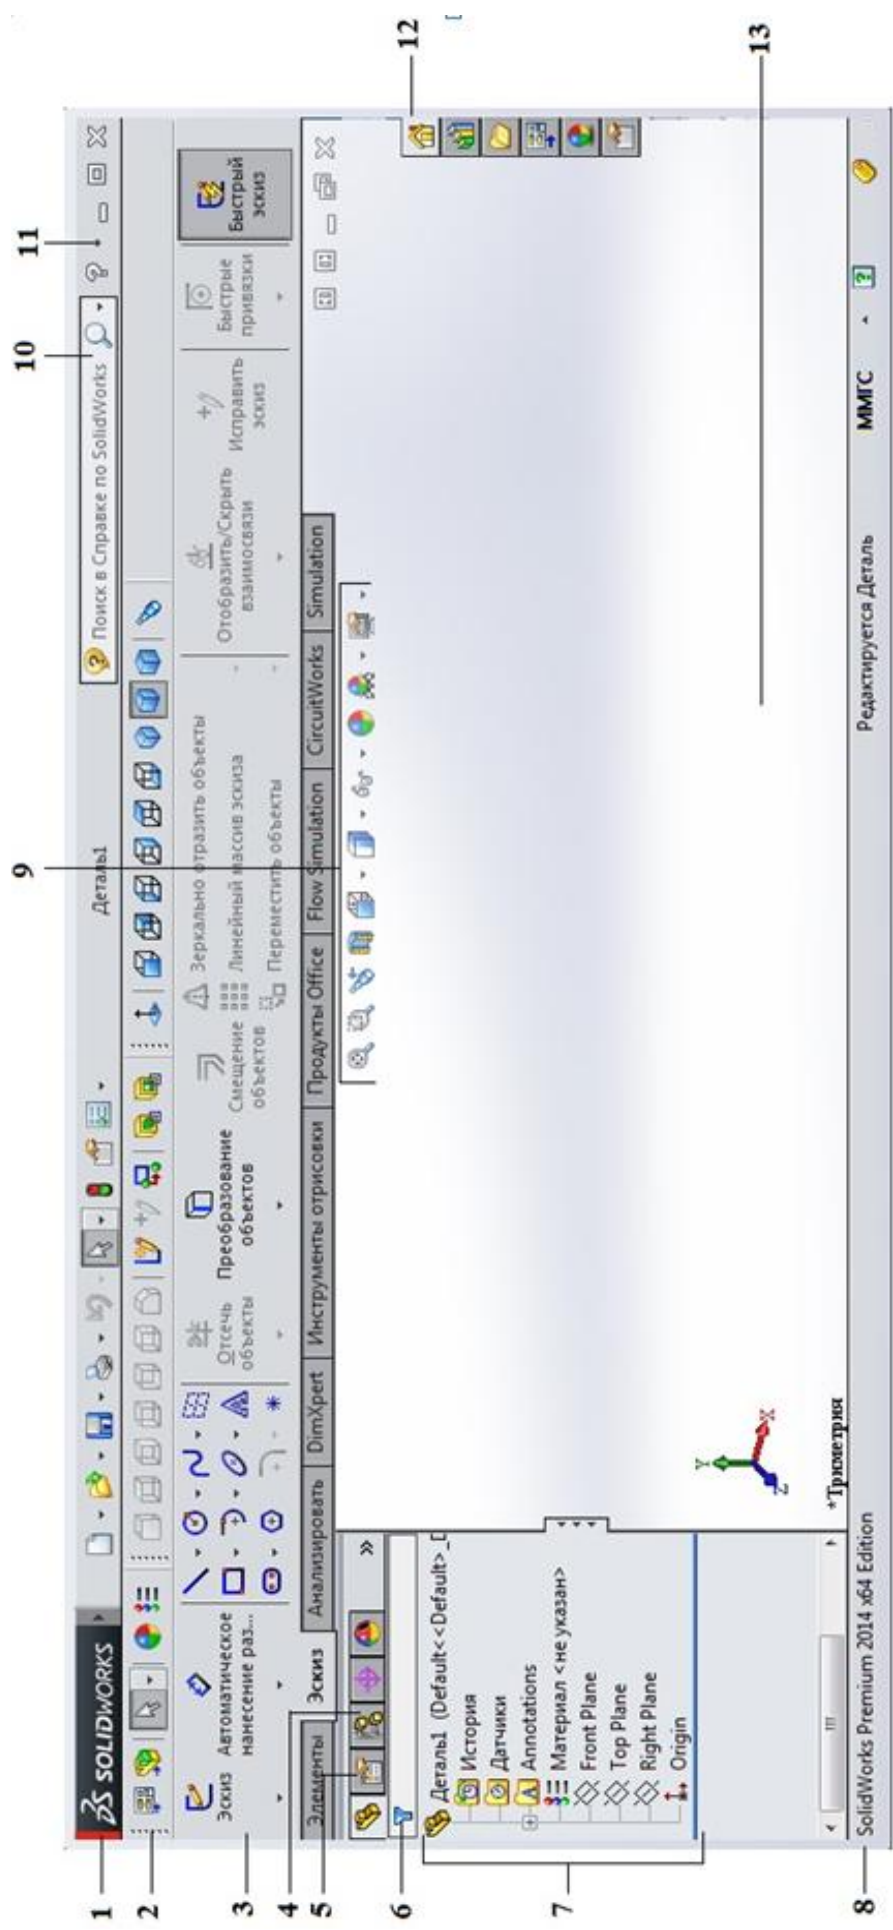 9
10
11
12
13
SOLIDWORKS
Деталь1
Поиск в Справке по SolidWorks
1
2
3
4
5
6
7
8
Эскиз
Автоматическое
нанесение раз...
Отсечь
объекты
Преобразование
объектов
Смещение
объектов
Зеркально отразить объекты
Линейный массив эскиза
Переместить объекты
Отобразить/Скрыть
взаимосвязи
Исправить
эскиз
Быстрые
привязки
Быстрый
эскиз
Элементы
Эскиз
Анализировать
DimXpert
Инструменты отрисовки
Продукты Office
Flow Simulation
CircuitWorks
Simulation
Деталь1 (Default<<Default>_D
История
Датчики
Annotations
Материал <не указан>
Front Plane
Top Plane
Right Plane
Origin
Y
X
Z
*Триметрия
SolidWorks Premium 2014 x64 Edition
Редактируется Деталь
ММГС